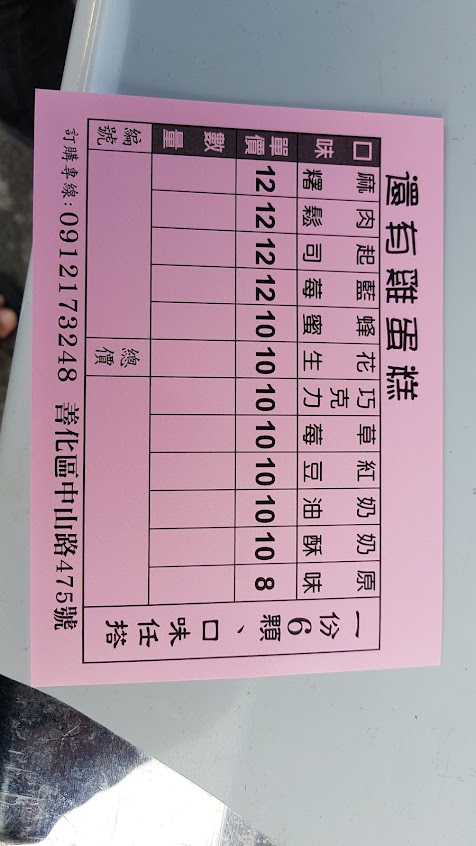 還有雞蛋糕
口味 麻糬 肉鬆 起司 藍莓 蜂蜜 花生 巧克力 草莓 紅豆 奶油 奶酥 原味
單價 12 12 12 12 10 10 10 10 10 10 10 8
數量
編號 總價
一份6顆、口味任搭
訂購專線:0912173248 善化區中山路475號